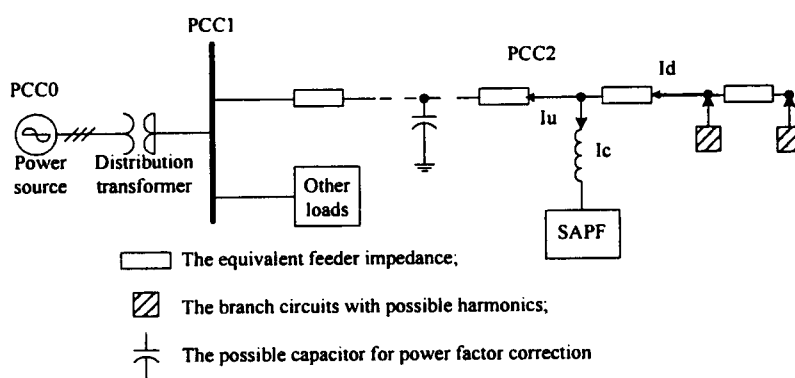 PCC1
PCC2
PCC0
Id
Iu
Ic
Power
source
Distribution
transformer
Other
loads
SAPF
The equivalent feeder impedance;
The branch circuits with possible harmonics;
The possible capacitor for power factor correction